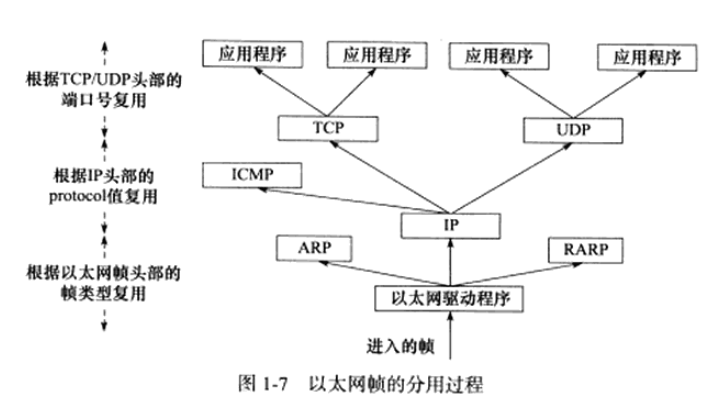 应用程序 应用程序 应用程序 应用程序
根据TCP/UDP头部的
端口号复用
TCP
UDP
ICMP
根据IP头部的
protocol值复用
IP
ARP
RARP
根据以太网帧头部的
帧类型复用
以太网驱动程序
进入的帧
图 1-7 以太网帧的分用过程